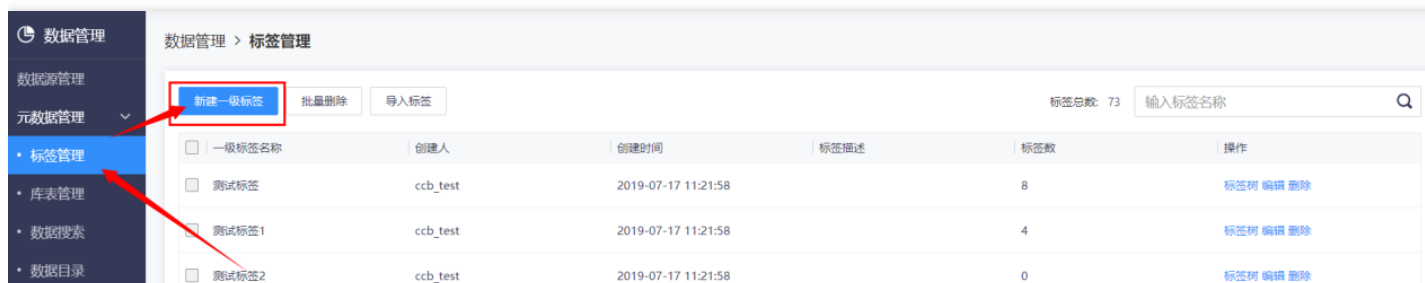 数据管理
数据管理 > 标签管理
数据源管理
元数据管理
新建一级标签 批量删除 导入标签 标签总数: 73 输入标签名称
• 标签管理
一级标签名称 创建人 创建时间 标签描述 标签数 操作
• 库表管理
测试标签 ccb_test 2019-07-17 11:21:58 8 标签树 编辑 删除
• 数据搜索
测试标签1 ccb_test 2019-07-17 11:21:58 4 标签树 编辑 删除
• 数据目录
测试标签2 ccb_test 2019-07-17 11:21:58 0 标签树 编辑 删除